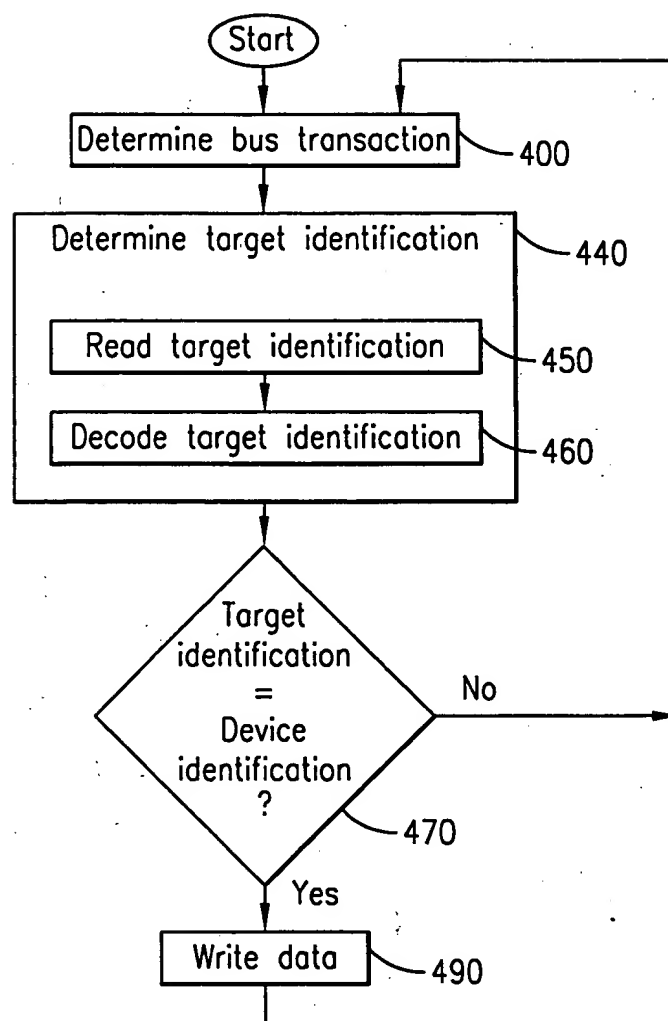 Start
Determine bus transaction
400
Determine target identification
440
Read target identification
450
Decode target identification
460
Target
identification
=
Device
identification
?
No
470
Yes
Write data
490